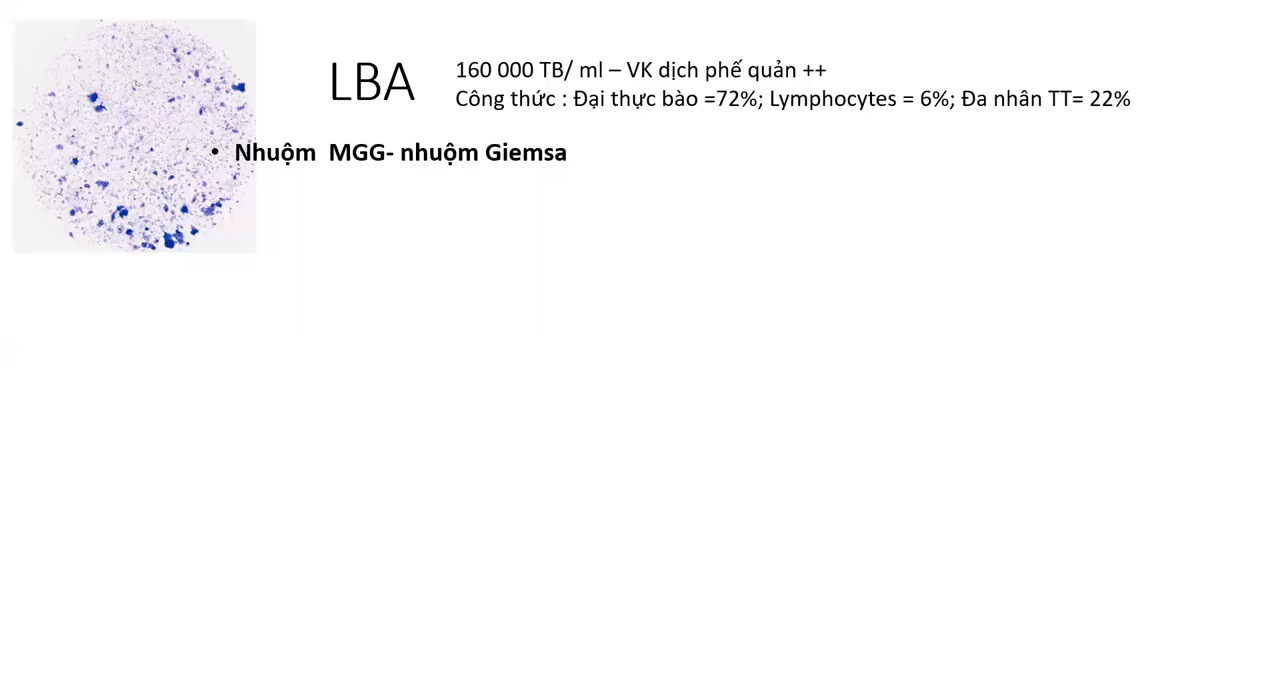 LBA
160 000 TB/ ml – VK dịch phế quản ++
Công thức : Đại thực bào =72%; Lymphocytes = 6%; Đa nhân TT= 22%
• Nhuộm MGG- nhuộm Giemsa